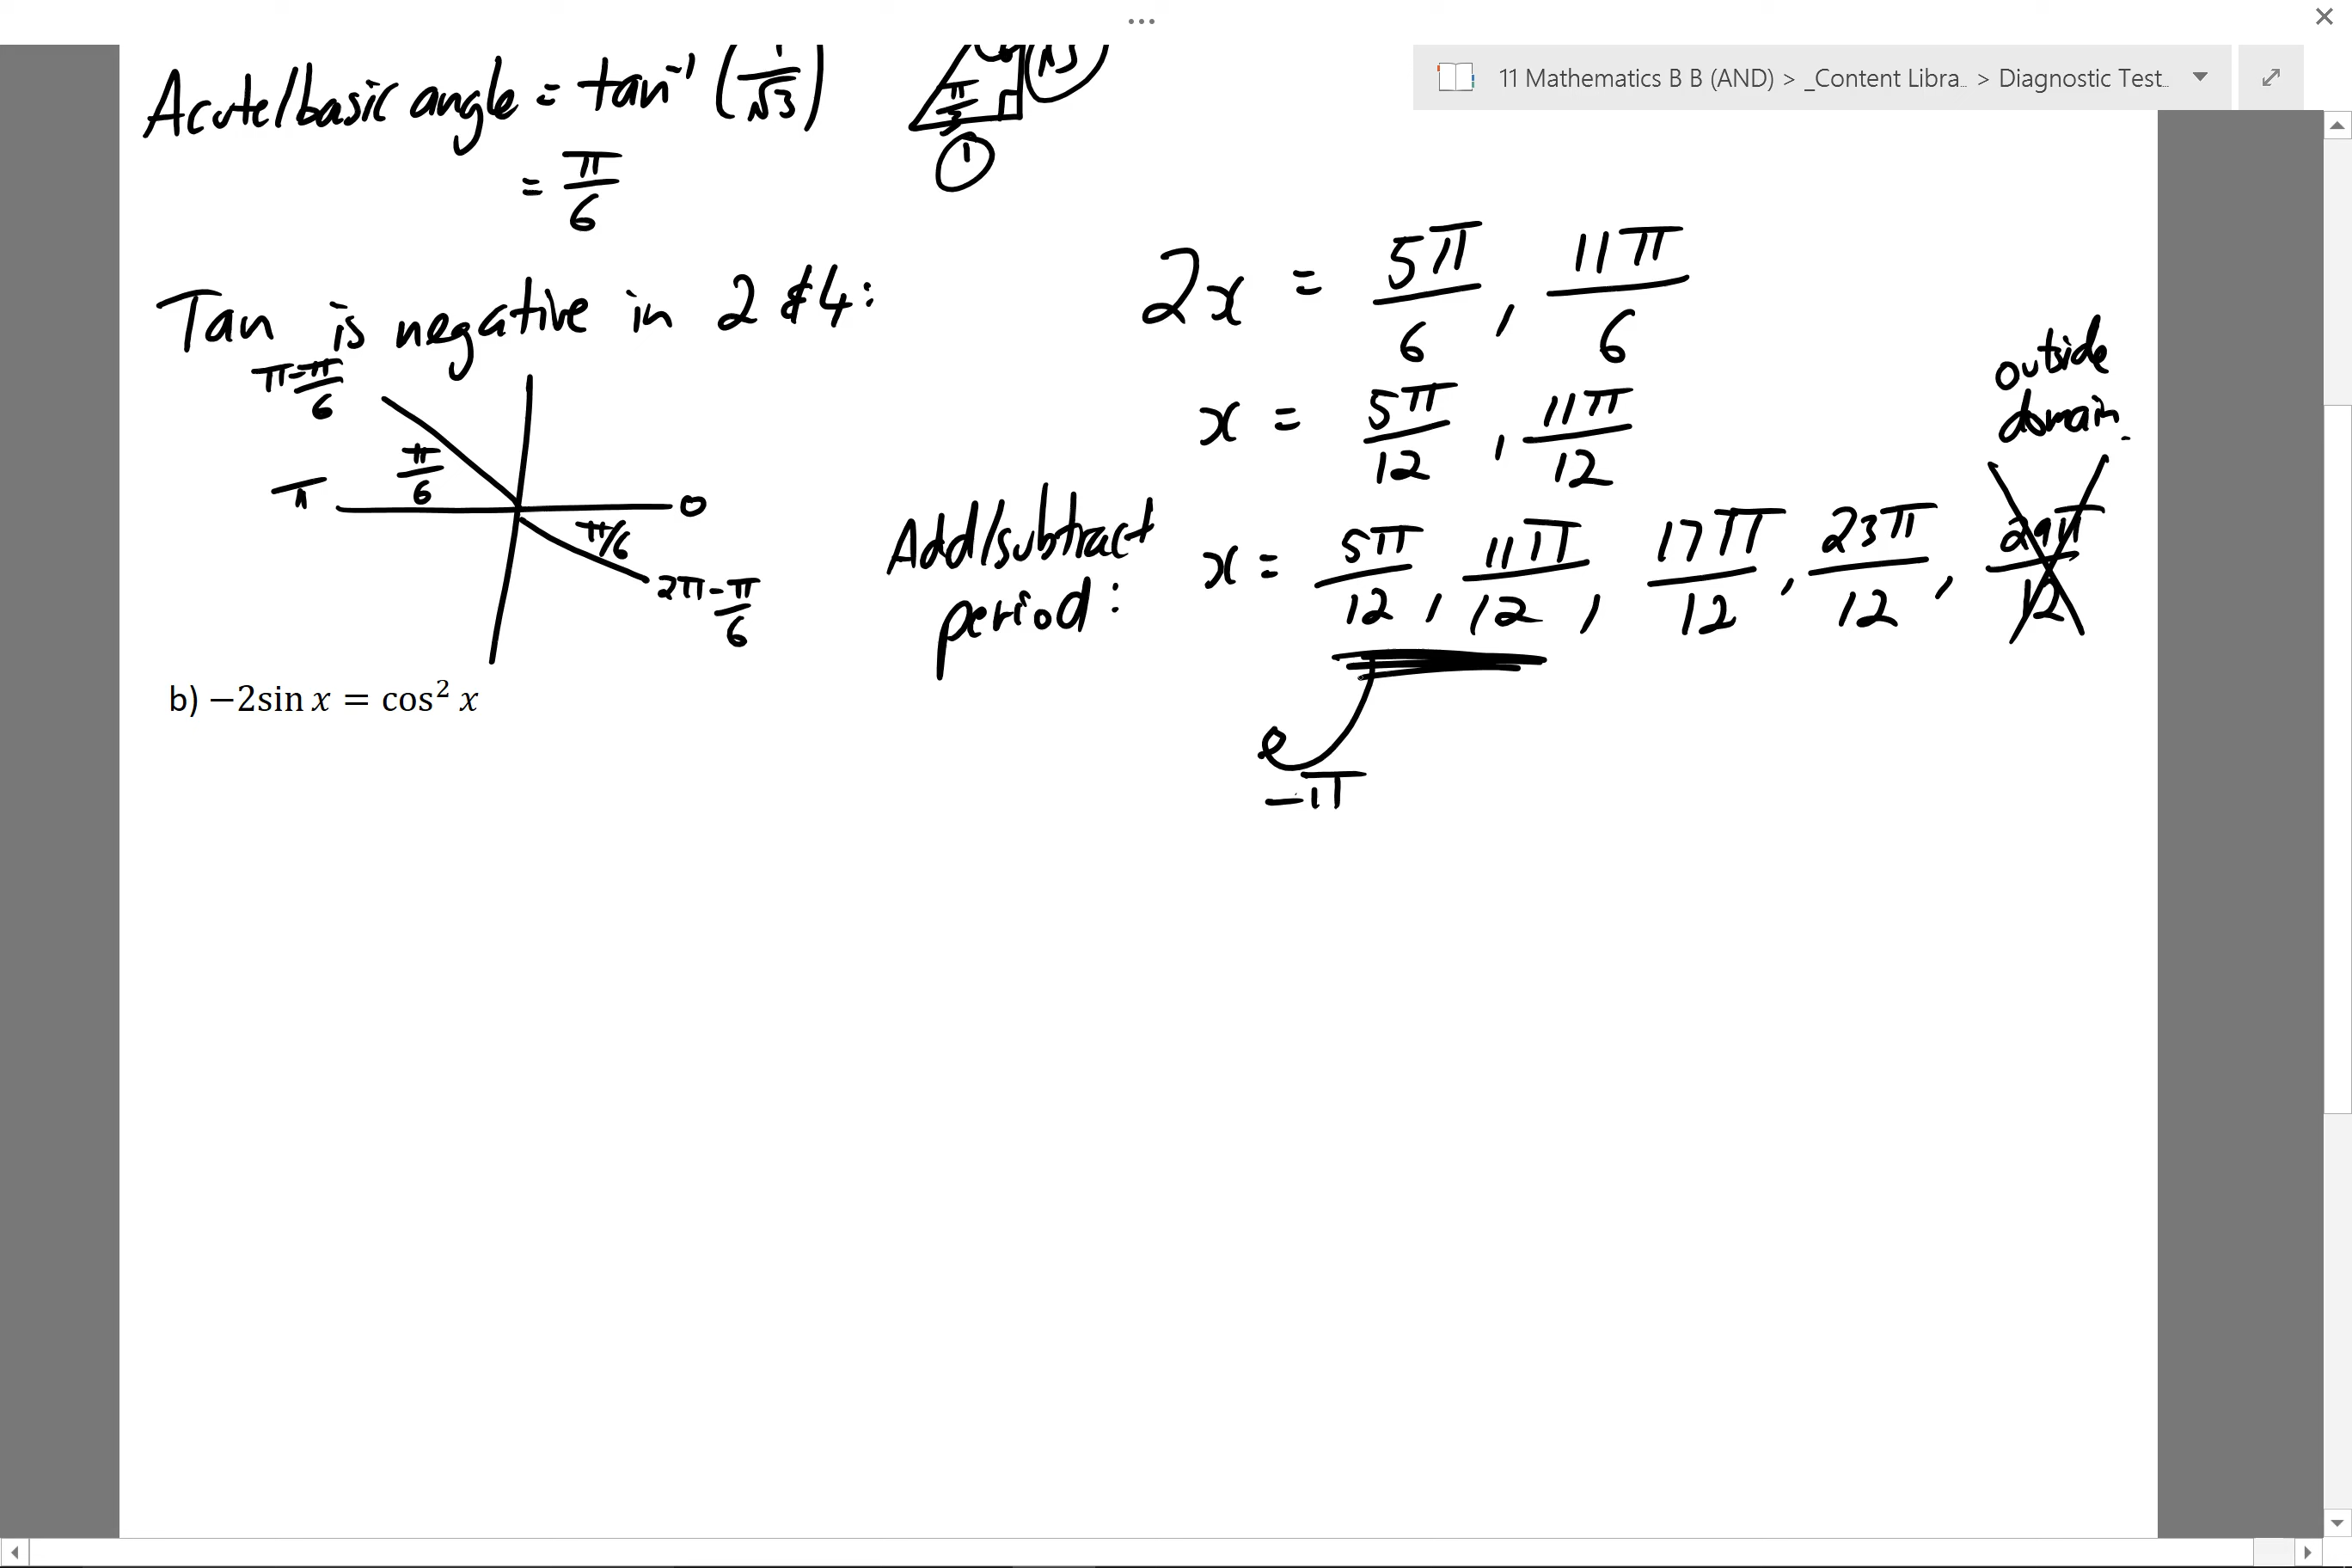 11 Mathematics B B (AND) > _Content Libra... > Diagnostic Test...
Acute/basic angle = tan⁻¹ (1/√3)
= π/6
π/3
1
Tan is negative in 2 & 4:
π - π/6
π/6
π
0
π/6
2π - π/6
2x = 5π/6, 11π/6
x = 5π/12, 11π/12
outside
domain.
Add/subtract
period:
x = 5π/12, 11π/12, 17π/12, 23π/12, 29π/12
-π
b) −2sin x = cos² x